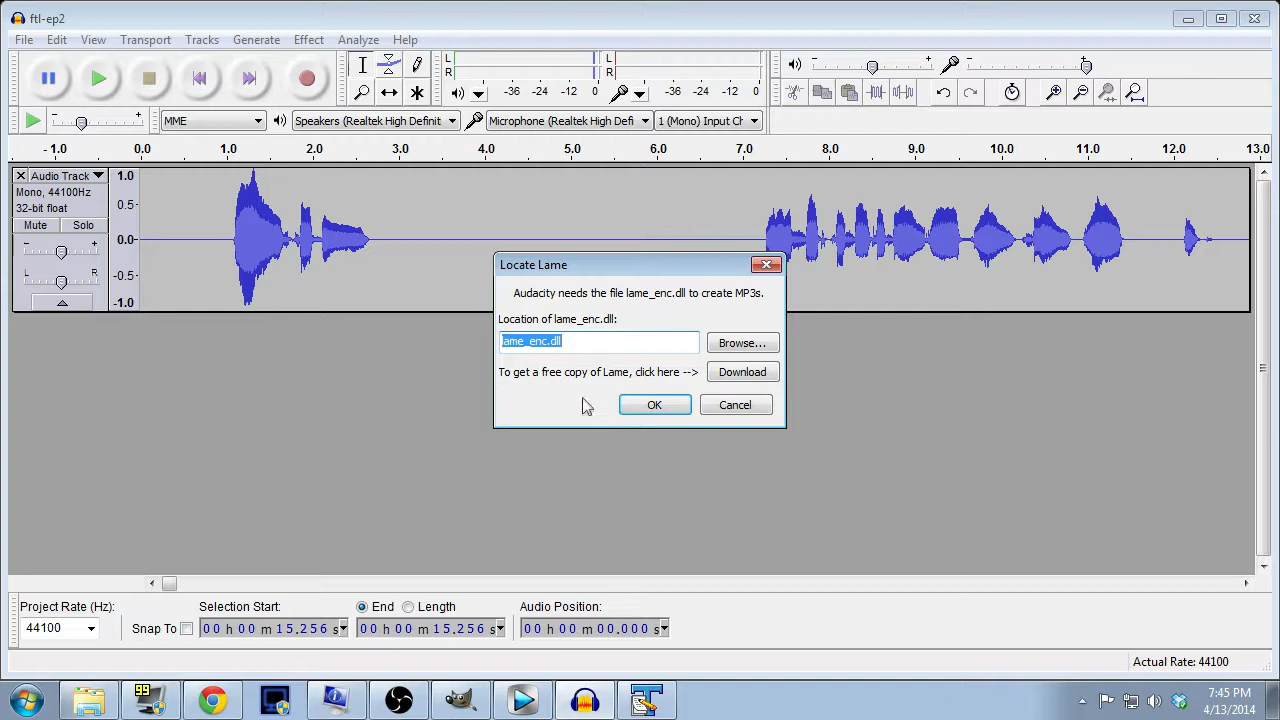 ftl-ep2
File Edit View Transport Tracks Generate Effect Analyze Help
L R -36 -24 -12 0 L R -36 -24 -12 0
MME Speakers (Realtek High Definit Microphone (Realtek High Defi 1 (Mono) Input Ch
- 1.0 0.0 1.0 2.0 3.0 4.0 5.0 6.0 7.0 8.0 9.0 10.0 11.0 12.0 13.0
Audio Track
Mono, 44100Hz
32-bit float
Mute Solo
- +
L R
1.0
0.5
0.0
-0.5
-1.0
Locate Lame
Audacity needs the file lame_enc.dll to create MP3s.
Location of lame_enc.dll:
lame_enc.dll Browse...
To get a free copy of Lame, click here --> Download
OK Cancel
Project Rate (Hz): Selection Start: End Length Audio Position:
44100 Snap To 00 h 00 m 15.256 s 00 h 00 m 15.256 s 00 h 00 m 00.000 s
Actual Rate: 44100
99
7:45 PM
4/13/2014